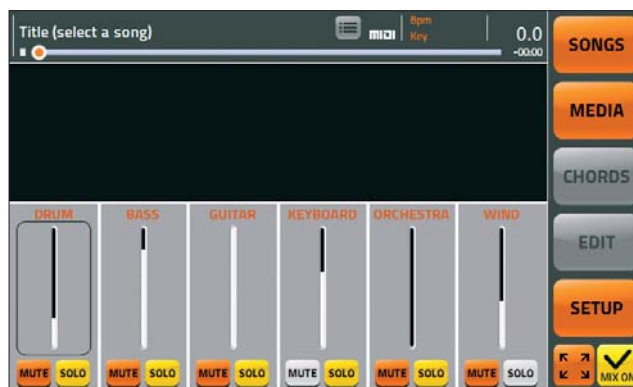 Title (select a song)
MIDI
Bpm
Key
0.0
-00:00
SONGS
MEDIA
CHORDS
EDIT
SETUP
MIX ON
DRUM BASS GUITAR KEYBOARD ORCHESTRA WIND
MUTE SOLO MUTE SOLO MUTE SOLO MUTE SOLO MUTE SOLO MUTE SOLO